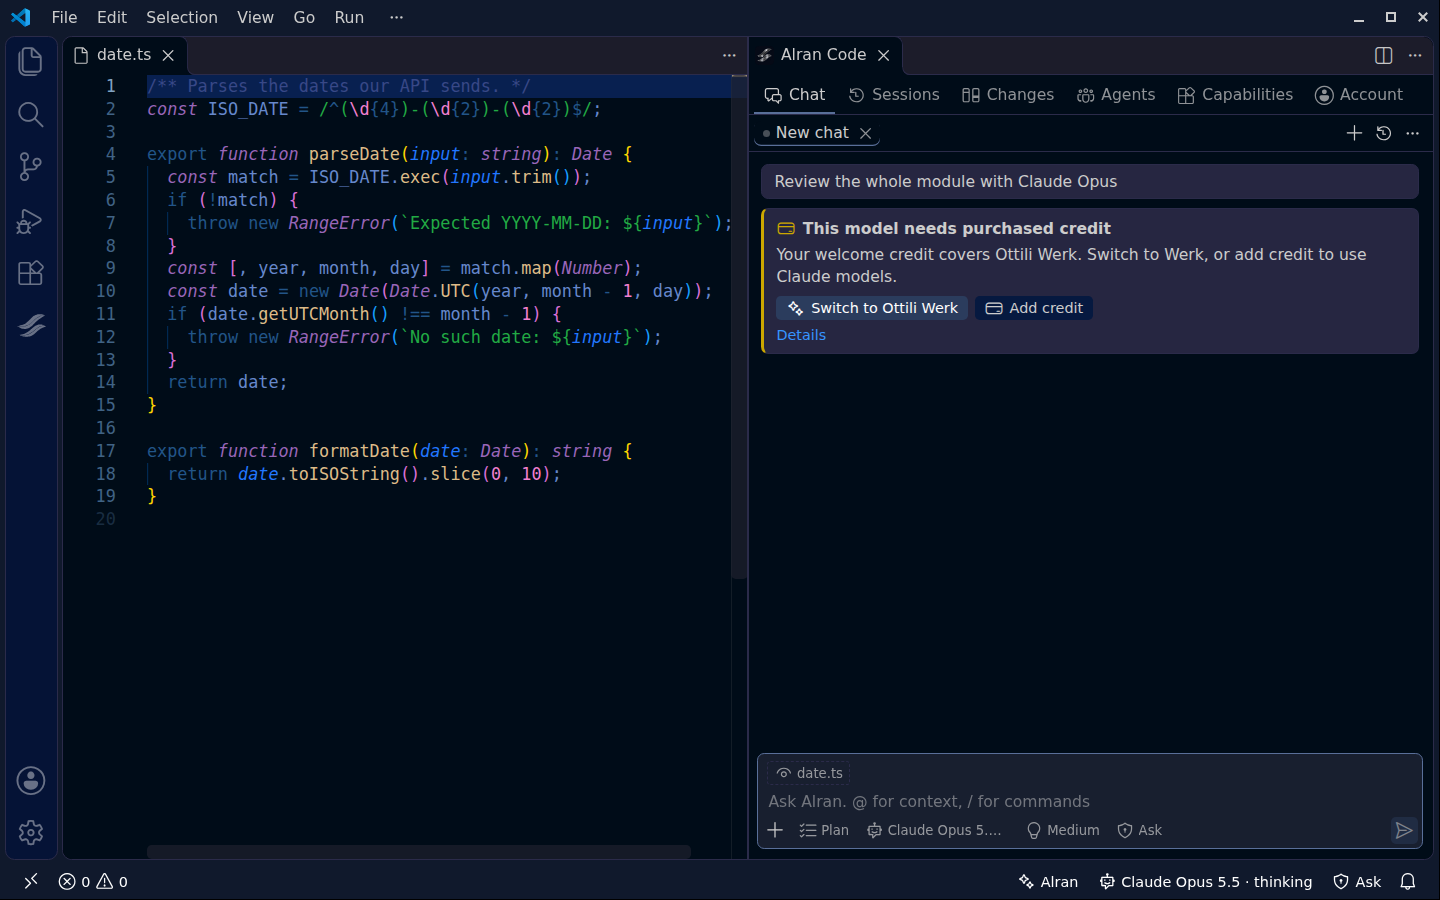 File Edit Selection View Go Run ···
date.ts
Alran Code
1 /** Parses the dates our API sends. */
2 const ISO_DATE = /^(\d{4})-(\d{2})-(\d{2})$/;
3
4 export function parseDate(input: string): Date {
5 const match = ISO_DATE.exec(input.trim());
6 if (!match) {
7 throw new RangeError(`Expected YYYY-MM-DD: ${input}`);
8 }
9 const [, year, month, day] = match.map(Number);
10 const date = new Date(Date.UTC(year, month - 1, day));
11 if (date.getUTCMonth() !== month - 1) {
12 throw new RangeError(`No such date: ${input}`);
13 }
14 return date;
15 }
16
17 export function formatDate(date: Date): string {
18 return date.toISOString().slice(0, 10);
19 }
20
Chat Sessions Changes Agents Capabilities Account
New chat
Review the whole module with Claude Opus
This model needs purchased credit
Your welcome credit covers Ottili Werk. Switch to Werk, or add credit to use
Claude models.
Switch to Ottili Werk Add credit
Details
date.ts
Ask Alran. @ for context, / for commands
Plan Claude Opus 5.... Medium Ask
0 0 Alran Claude Opus 5.5 · thinking Ask